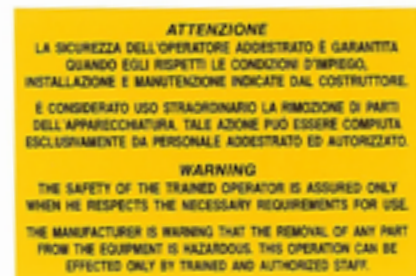 ATTENZIONE
LA SICUREZZA DELL'OPERATORE ADDESTRATO È GARANTITA
QUANDO EGLI RISPETTI LE CONDIZIONI D'IMPIEGO,
INSTALLAZIONE E MANUTENZIONE INDICATE DAL COSTRUTTORE.
È CONSIDERATO USO STRAORDINARIO LA RIMOZIONE DI PARTI
DELL'APPARECCHIATURA. TALE AZIONE PUÒ ESSERE COMPIUTA
ESCLUSIVAMENTE DA PERSONALE ADDESTRATO ED AUTORIZZATO.
WARNING
THE SAFETY OF THE TRAINED OPERATOR IS ASSURED ONLY
WHEN HE RESPECTS THE NECESSARY REQUIREMENTS FOR USE.
THE MANUFACTURER IS WARNING THAT THE REMOVAL OF ANY PART
FROM THE EQUIPMENT IS HAZARDOUS. THIS OPERATION CAN BE
EFFECTED ONLY BY TRAINED AND AUTHORIZED STAFF.